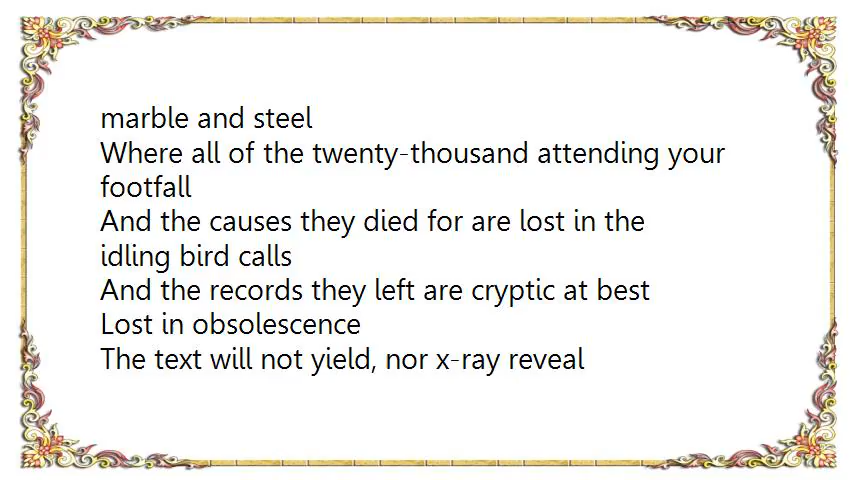 marble and steel
Where all of the twenty-thousand attending your
footfall
And the causes they died for are lost in the
idling bird calls
And the records they left are cryptic at best
Lost in obsolescence
The text will not yield, nor x-ray reveal